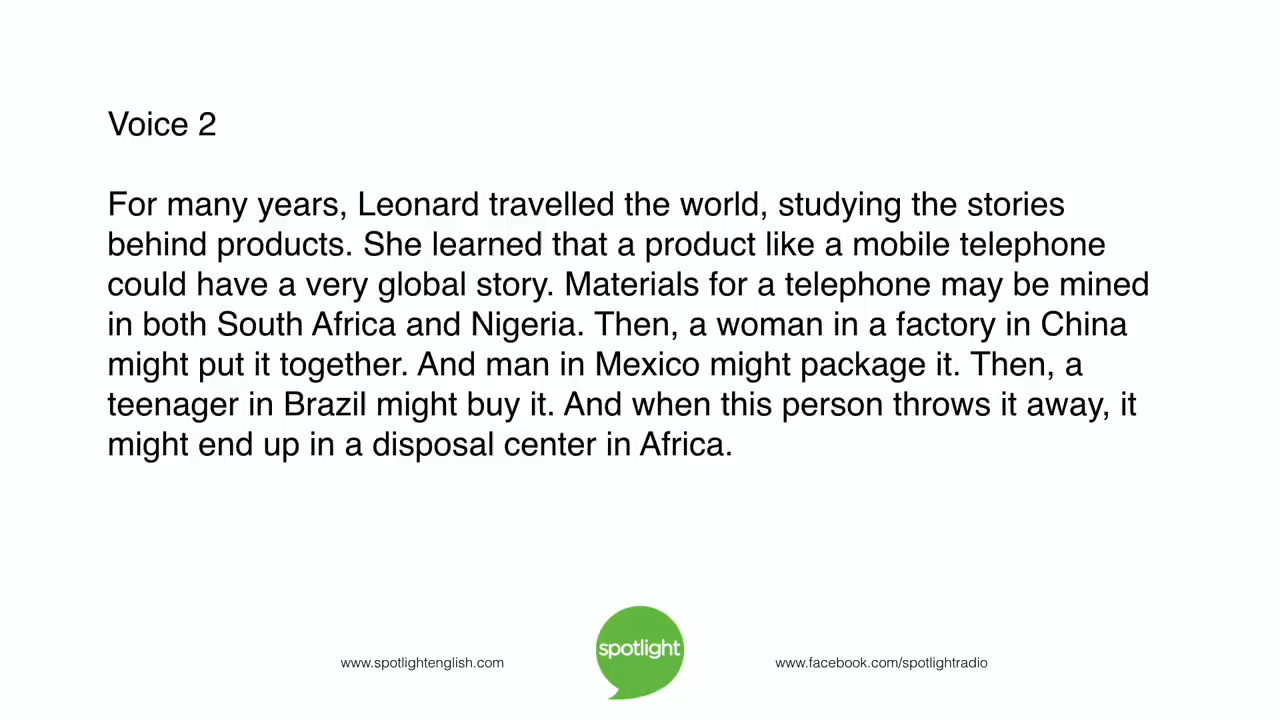 Voice 2
For many years, Leonard travelled the world, studying the stories
behind products. She learned that a product like a mobile telephone
could have a very global story. Materials for a telephone may be mined
in both South Africa and Nigeria. Then, a woman in a factory in China
might put it together. And man in Mexico might package it. Then, a
teenager in Brazil might buy it. And when this person throws it away, it
might end up in a disposal center in Africa.
www.spotlightenglish.com
spotlight
www.facebook.com/spotlightradio